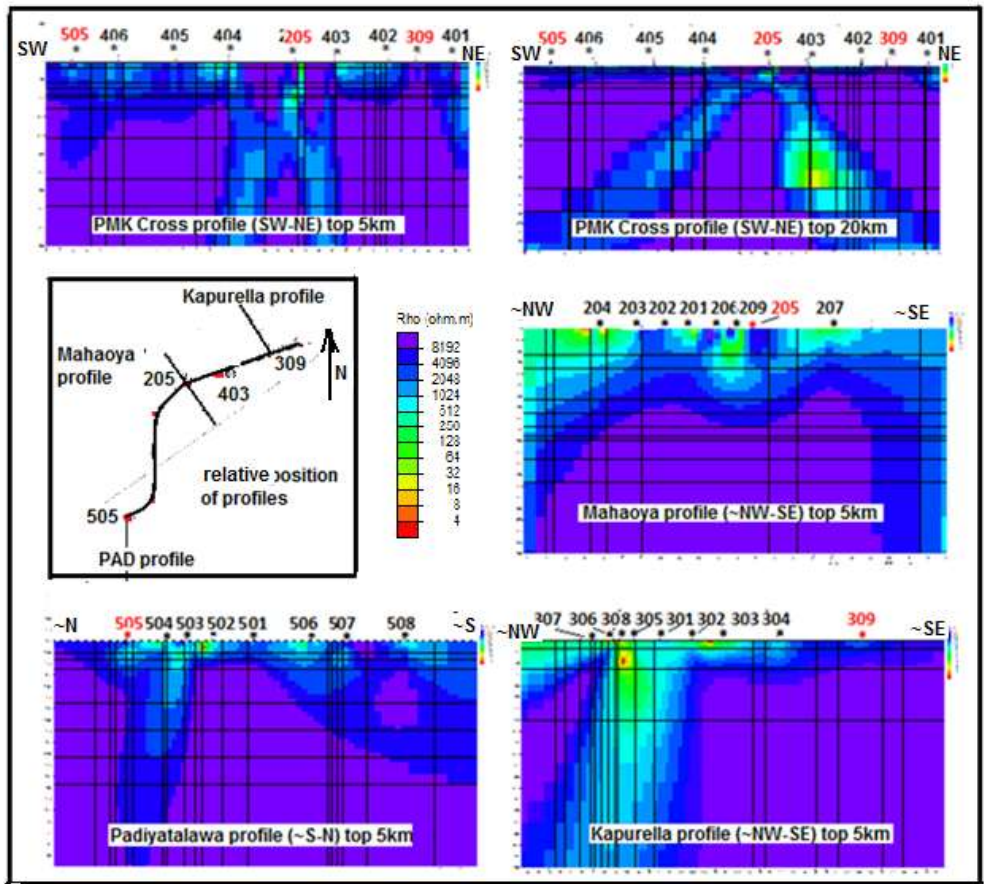 505 406 405 404 205 403 402 309 401
SW NE
PMK Cross profile (SW-NE) top 5km
505 406 405 404 205 403 402 309 401
SW NE
PMK Cross profile (SW-NE) top 20km
Kapurella profile
Mahaoya
profile
205
309
403
N
relative position
of profiles
505
PAD profile
Rho (ohm.m)
8192
4096
2048
1024
512
250
128
64
32
16
8
4
~NW 204 203 202 201 206 209 205 207 ~SE
Mahaoya profile (~NW-SE) top 5km
~N 505 504 503 502 501 506 507 508 ~S
Padiyatalawa profile (~S-N) top 5km
~NW 307 306 308 305 301 302 303 304 309 ~SE
Kapurella profile (~NW-SE) top 5km